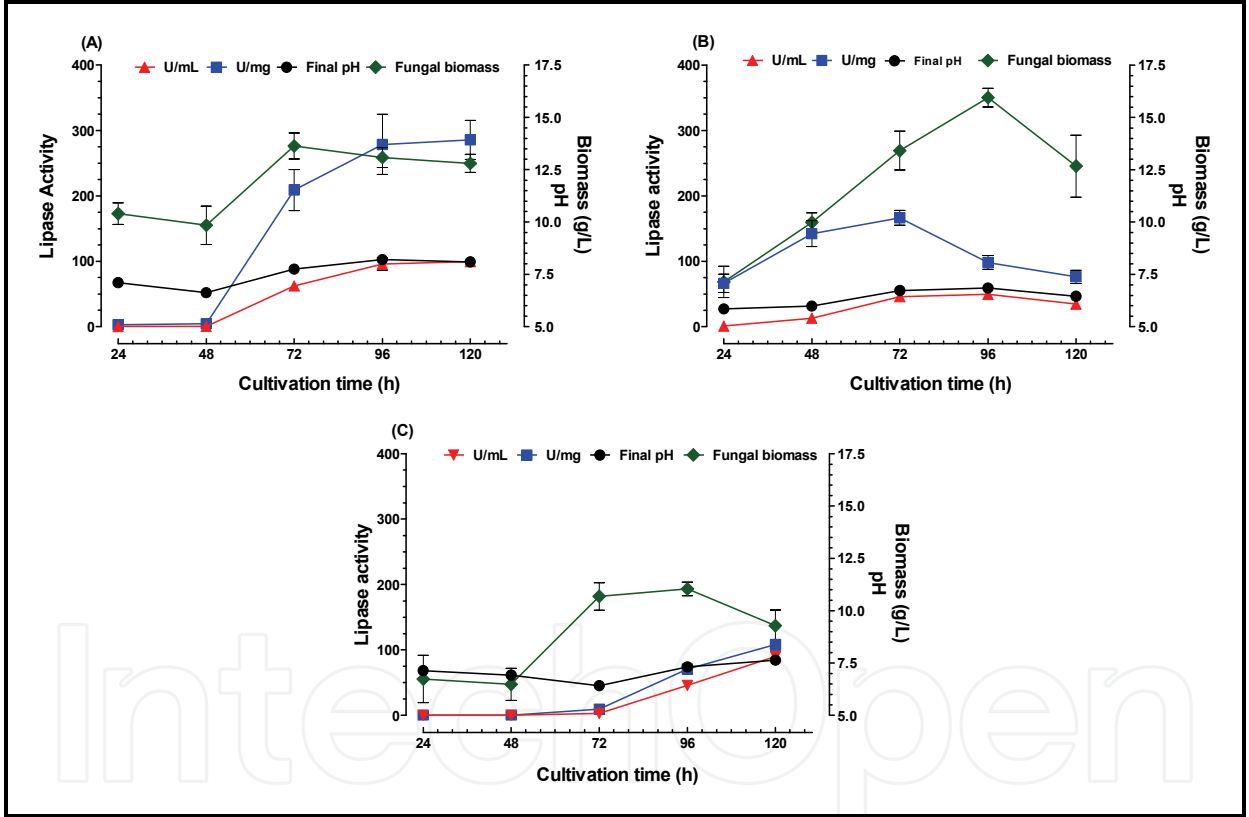 (A)
U/mL U/mg Final pH Fungal biomass
400
300
200
100
0
17.5
15.0
12.5
10.0
7.5
5.0
Lipase Activity
Biomass (g/L)
pH
24 48 72 96 120
Cultivation time (h)
(B)
U/mL U/mg Final pH Fungal biomass
400
300
200
100
0
17.5
15.0
12.5
10.0
7.5
5.0
Lipase activity
Biomass (g/L)
pH
24 48 72 96 120
Cultivation time (h)
(C)
U/mL U/mg Final pH Fungal biomass
400
300
200
100
0
17.5
15.0
12.5
10.0
7.5
5.0
Lipase activity
Biomass (g/L)
pH
24 48 72 96 120
Cultivation time (h)
IntechOpen